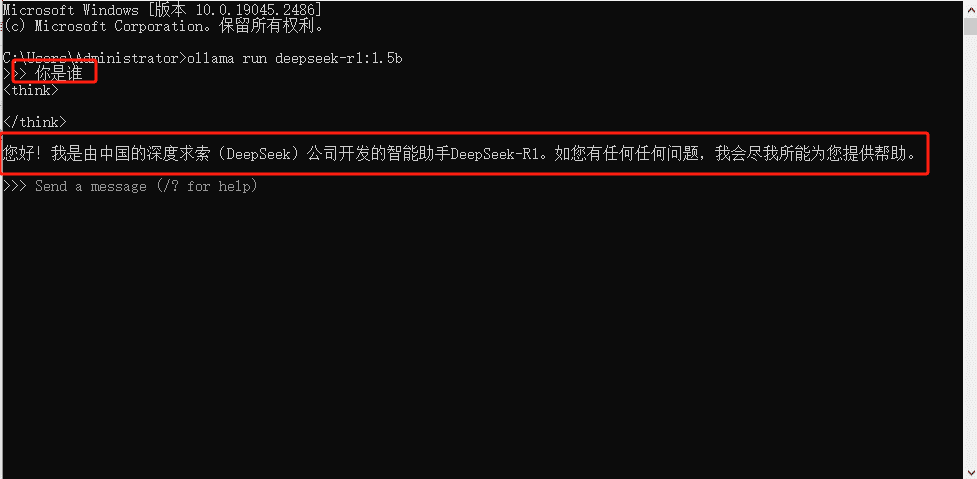 Microsoft Windows [版本 10.0.19045.2486]
(c) Microsoft Corporation。保留所有权利。
C:\Users\Administrator>ollama run deepseek-r1:1.5b
>>> 你是谁
<think>
</think>
您好！我是由中国的深度求索（DeepSeek）公司开发的智能助手DeepSeek-R1。如您有任何任何问题，我会尽我所能为您提供帮助。
>>> Send a message (/? for help)